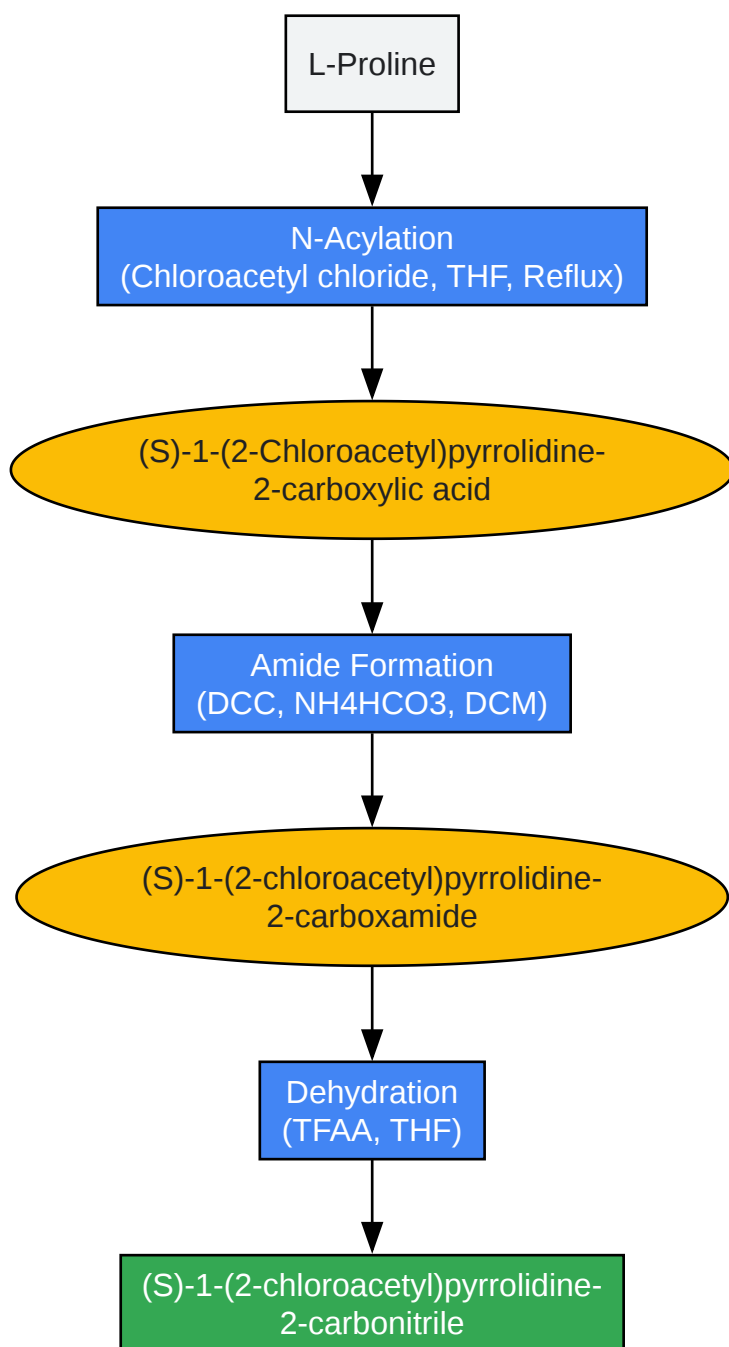 L-Proline
N-Acylation
(Chloroacetyl chloride, THF, Reflux)
(S)-1-(2-Chloroacetyl)pyrrolidine-
2-carboxylic acid
Amide Formation
(DCC, NH4HCO3, DCM)
(S)-1-(2-chloroacetyl)pyrrolidine-
2-carboxamide
Dehydration
(TFAA, THF)
(S)-1-(2-chloroacetyl)pyrrolidine-
2-carbonitrile